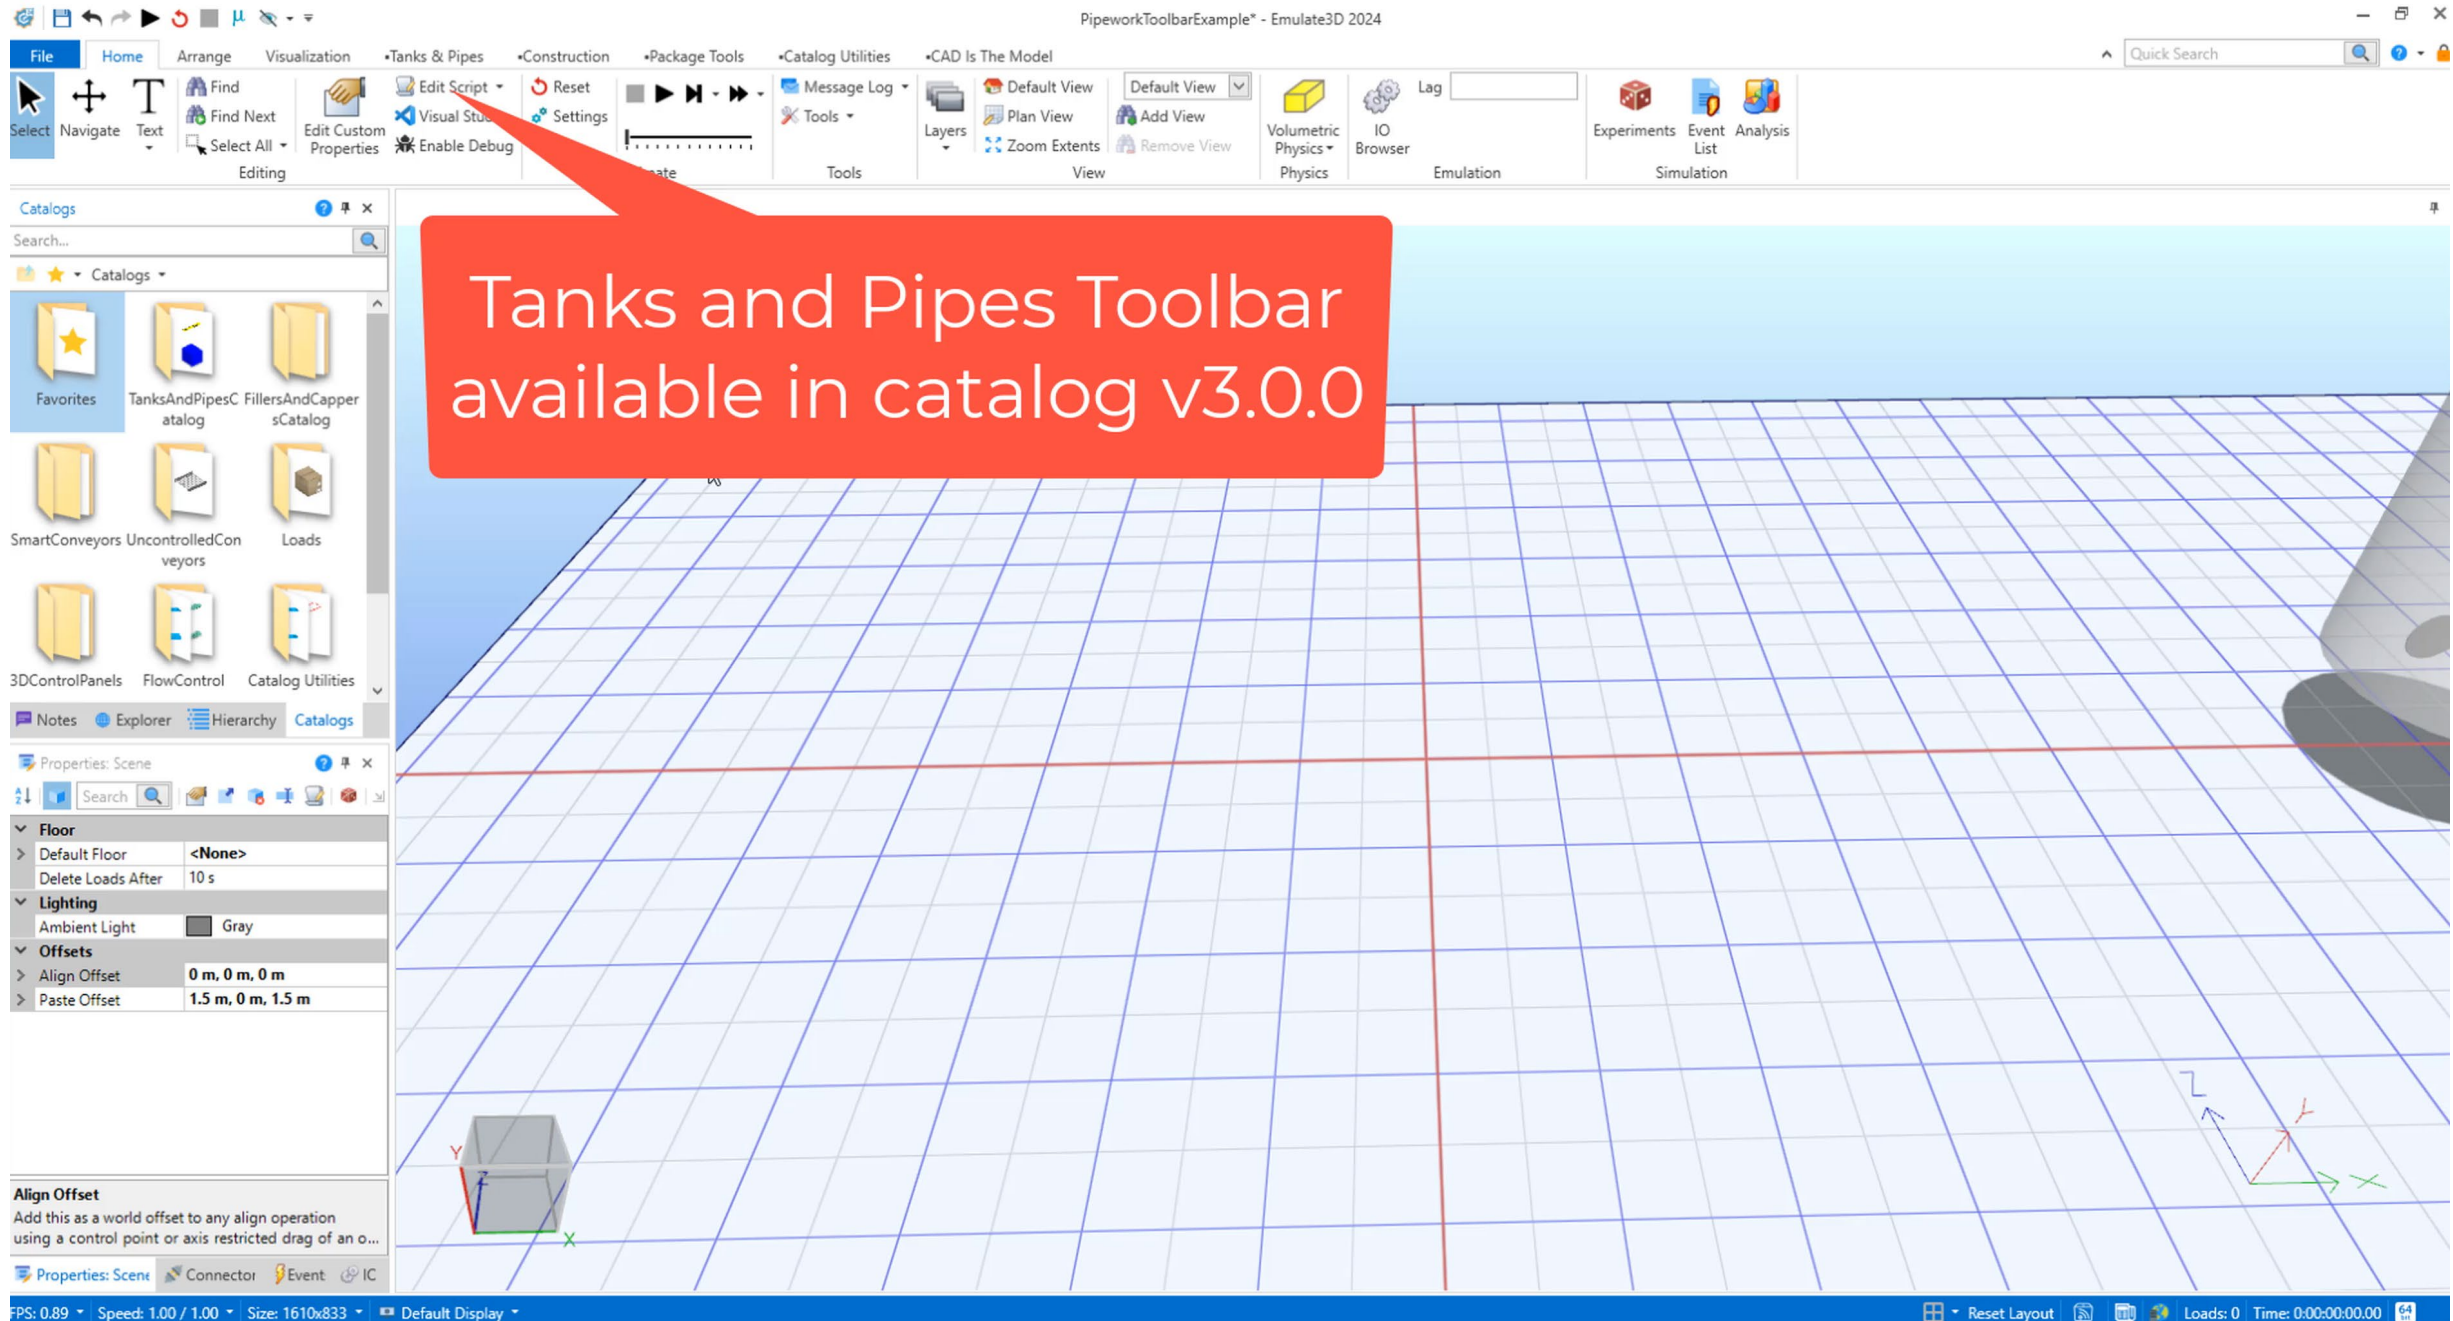 PipeworkToolbarExample* - Emulate3D 2024
File Home Arrange Visualization •Tanks & Pipes •Construction •Package Tools •Catalog Utilities •CAD Is The Model Quick Search
Select Navigate Text
Find
Find Next
Select All
Edit Custom Properties
Edit Script
Visual
Enable Debug
Editing
Reset
Settings
Message Log
Tools
Tools
Layers
Default View
Plan View
Zoom Extents
Default View
Add View
Remove View
View
Volumetric Physics
Physics
IO Browser
Lag
Emulation
Experiments
Event List
Analysis
Simulation
Tanks and Pipes Toolbar
available in catalog v3.0.0
Catalogs
Search...
Catalogs
Favorites
TanksAndPipesC
atalog
FillersAndCapper
sCatalog
SmartConveyors
UncontrolledCon
veyors
Loads
3DControlPanels FlowControl Catalog Utilities
Notes Explorer Hierarchy Catalogs
Properties: Scene
Search
Floor
Default Floor <None>
Delete Loads After 10 s
Lighting
Ambient Light Gray
Offsets
Align Offset 0 m, 0 m, 0 m
Paste Offset 1.5 m, 0 m, 1.5 m
Align Offset
Add this as a world offset to any align operation
using a control point or axis restricted drag of an o...
Properties: Scene Connector Event IC
Y Z X
Z Y X
FPS: 0.89 Speed: 1.00 / 1.00 Size: 1610x833 Default Display Reset Layout Loads: 0 Time: 0:00:00:00.00 64